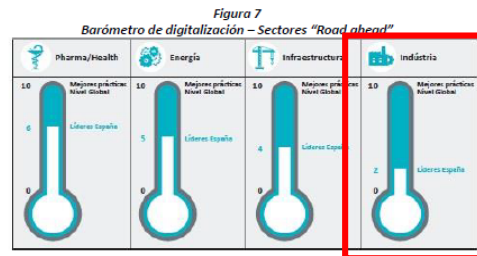 Figura 7
Barómetro de digitalización – Sectores "Road ahead"
Pharma/Health
Energía
Infraestructura
Indústria
10
Mejores prácticas
Nivel Global
6
Líderes España
0
10
Mejores prácticas
Nivel Global
5
Líderes España
0
10
Mejores prácticas
Nivel Global
4
Líderes España
0
10
Mejores prácticas
Nivel Global
2
Líderes España
0